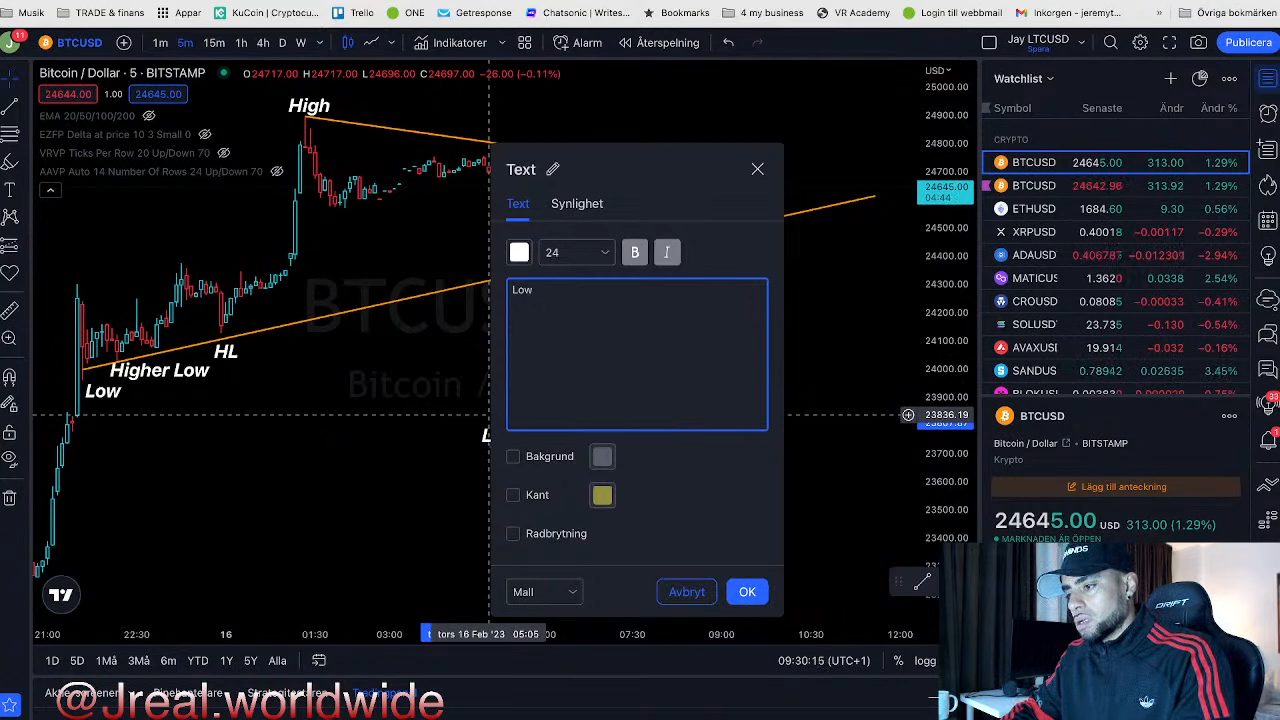 Musik
Getresponse
Crypto
Appar
KuCoin | Cryptocu...
Trello
ONE
Chatsonic | Writes...
Bookmarks
4 my business
VR Academy
Login till webbmail
Inkorgen - jesting...
»
Övriga bokmärken
J 11 BTCUSD 1m 5m 15m 1h 4h D W Indikatorer Alarm Återspelning Jay LTCUSD Publicera
Spara
Bitcoin / Dollar · 5 · BITSTAMP O24717.00 H24717.00 L24696.00 C24697.00 −26.00 (−0.11%)
24644.00 1.00 24645.00
EMA 20/50/100/200
EZFP Delta at price 10 3 Small 0
VRVP Ticks Per Row 20 Up/Down 70
AAVP Auto 14 Number Of Rows 24 Up/Down 70
High
HL
Higher Low
Low
BTCUS
Bitcoin /
Text
Text Synlighet
24 B I
Low
Bakgrund
Kant
Radbrytning
Mall Avbryt OK
USD
25000.00
24900.00
24800.00
24700.00
24645.00
04:44
24500.00
24400.00
24300.00
24200.00
24100.00
24000.00
23900.00
23836.19
23700.00
23600.00
23500.00
23400.00
21:00 22:30 16 01:30 03:00 tors 16 Feb '23 05:05 07:30 09:00 10:30 12:00
1D 5D 1Må 3Må 6m YTD 1Y 5Y Alla 09:30:15 (UTC+1) % logg
Watchlist
Symbol Senaste Ändr Ändr %
CRYPTO
BTCUSD 24645.00 313.00 1.29%
BTCUSD 24642.96 313.92 1.29%
ETHUSD 1684.60 9.30 0.56%
XRPUSD 0.40018 −0.00117 −0.29%
ADAUSD 0.406787 −0.012309 −2.94%
MATICUS 1.3620 0.0338 2.54%
CROUSD 0.08085 −0.00033 −0.41%
SOLUSDT 23.735 −0.130 −0.54%
AVAXUSD 19.914 −0.032 −0.16%
SANDUS 0.78942 0.02635 3.45%
BTCUSD
Bitcoin / Dollar · BITSTAMP
Krypto
Lägg till anteckning
24645.00 USD 313.00 (1.29%)
MARKNADEN ÄR ÖPPEN
33
1
DRIFT
@Jreal.worldwide